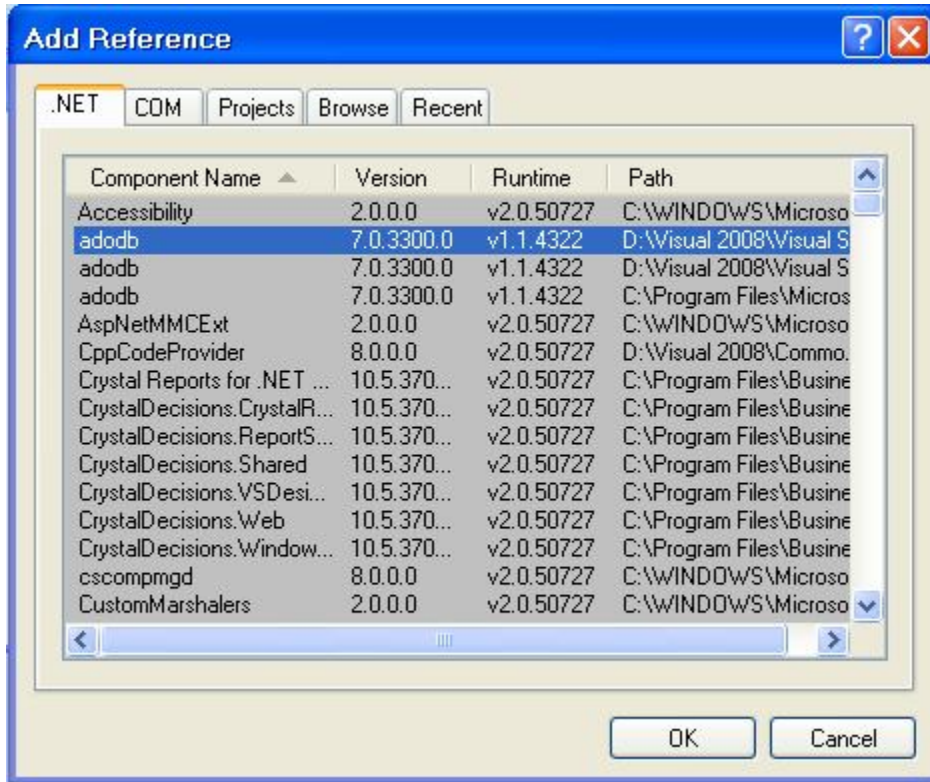 Add Reference
.NET COM Projects Browse Recent
Component Name Version Runtime Path
Accessibility 2.0.0.0 v2.0.50727 C:\WINDOWS\Microso
adodb 7.0.3300.0 v1.1.4322 D:\Visual 2008\Visual S
adodb 7.0.3300.0 v1.1.4322 D:\Visual 2008\Visual S
adodb 7.0.3300.0 v1.1.4322 C:\Program Files\Micros
AspNetMMCExt 2.0.0.0 v2.0.50727 C:\WINDOWS\Microso
CppCodeProvider 8.0.0.0 v2.0.50727 D:\Visual 2008\Commo.
Crystal Reports for .NET ... 10.5.370... v2.0.50727 C:\Program Files\Busine
CrystalDecisions.CrystalR... 10.5.370... v2.0.50727 C:\Program Files\Busine
CrystalDecisions.ReportS... 10.5.370... v2.0.50727 C:\Program Files\Busine
CrystalDecisions.Shared 10.5.370... v2.0.50727 C:\Program Files\Busine
CrystalDecisions.VSDesi... 10.5.370... v2.0.50727 C:\Program Files\Busine
CrystalDecisions.Web 10.5.370... v2.0.50727 C:\Program Files\Busine
CrystalDecisions.Window... 10.5.370... v2.0.50727 C:\Program Files\Busine
cscompmgd 8.0.0.0 v2.0.50727 C:\WINDOWS\Microso
CustomMarshalers 2.0.0.0 v2.0.50727 C:\WINDOWS\Microso
OK Cancel